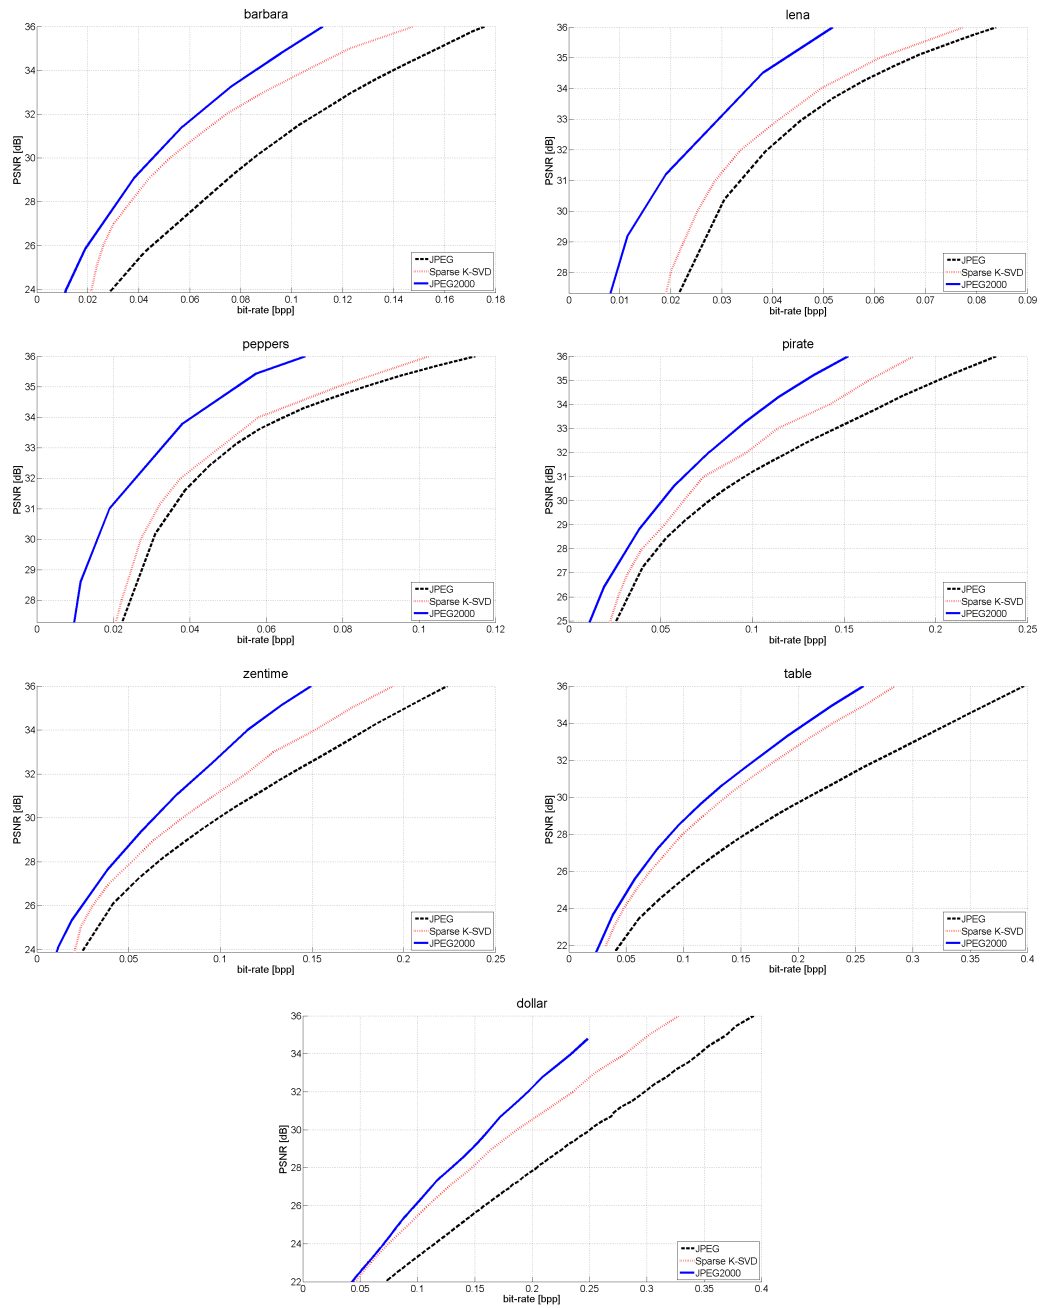 barbara
PSNR [dB]
36
34
32
30
28
26
24
0 0.02 0.04 0.06 0.08 0.1 0.12 0.14 0.16 0.18
bit-rate [bpp]
JPEG
Sparse K-SVD
JPEG2000
lena
PSNR [dB]
36
35
34
33
32
31
30
29
28
0 0.01 0.02 0.03 0.04 0.05 0.06 0.07 0.08 0.09
bit-rate [bpp]
JPEG
Sparse K-SVD
JPEG2000
peppers
PSNR [dB]
36
35
34
33
32
31
30
29
28
0 0.02 0.04 0.06 0.08 0.1 0.12
bit-rate [bpp]
JPEG
Sparse K-SVD
JPEG2000
pirate
PSNR [dB]
36
35
34
33
32
31
30
29
28
27
26
25
0 0.05 0.1 0.15 0.2 0.25
bit-rate [bpp]
JPEG
Sparse K-SVD
JPEG2000
zentime
PSNR [dB]
36
34
32
30
28
26
24
0 0.05 0.1 0.15 0.2 0.25
bit-rate [bpp]
JPEG
Sparse K-SVD
JPEG2000
table
PSNR [dB]
36
34
32
30
28
26
24
22
0 0.05 0.1 0.15 0.2 0.25 0.3 0.35 0.4
bit-rate [bpp]
JPEG
Sparse K-SVD
JPEG2000
dollar
PSNR [dB]
36
34
32
30
28
26
24
22
0 0.05 0.1 0.15 0.2 0.25 0.3 0.35 0.4
bit-rate [bpp]
JPEG
Sparse K-SVD
JPEG2000